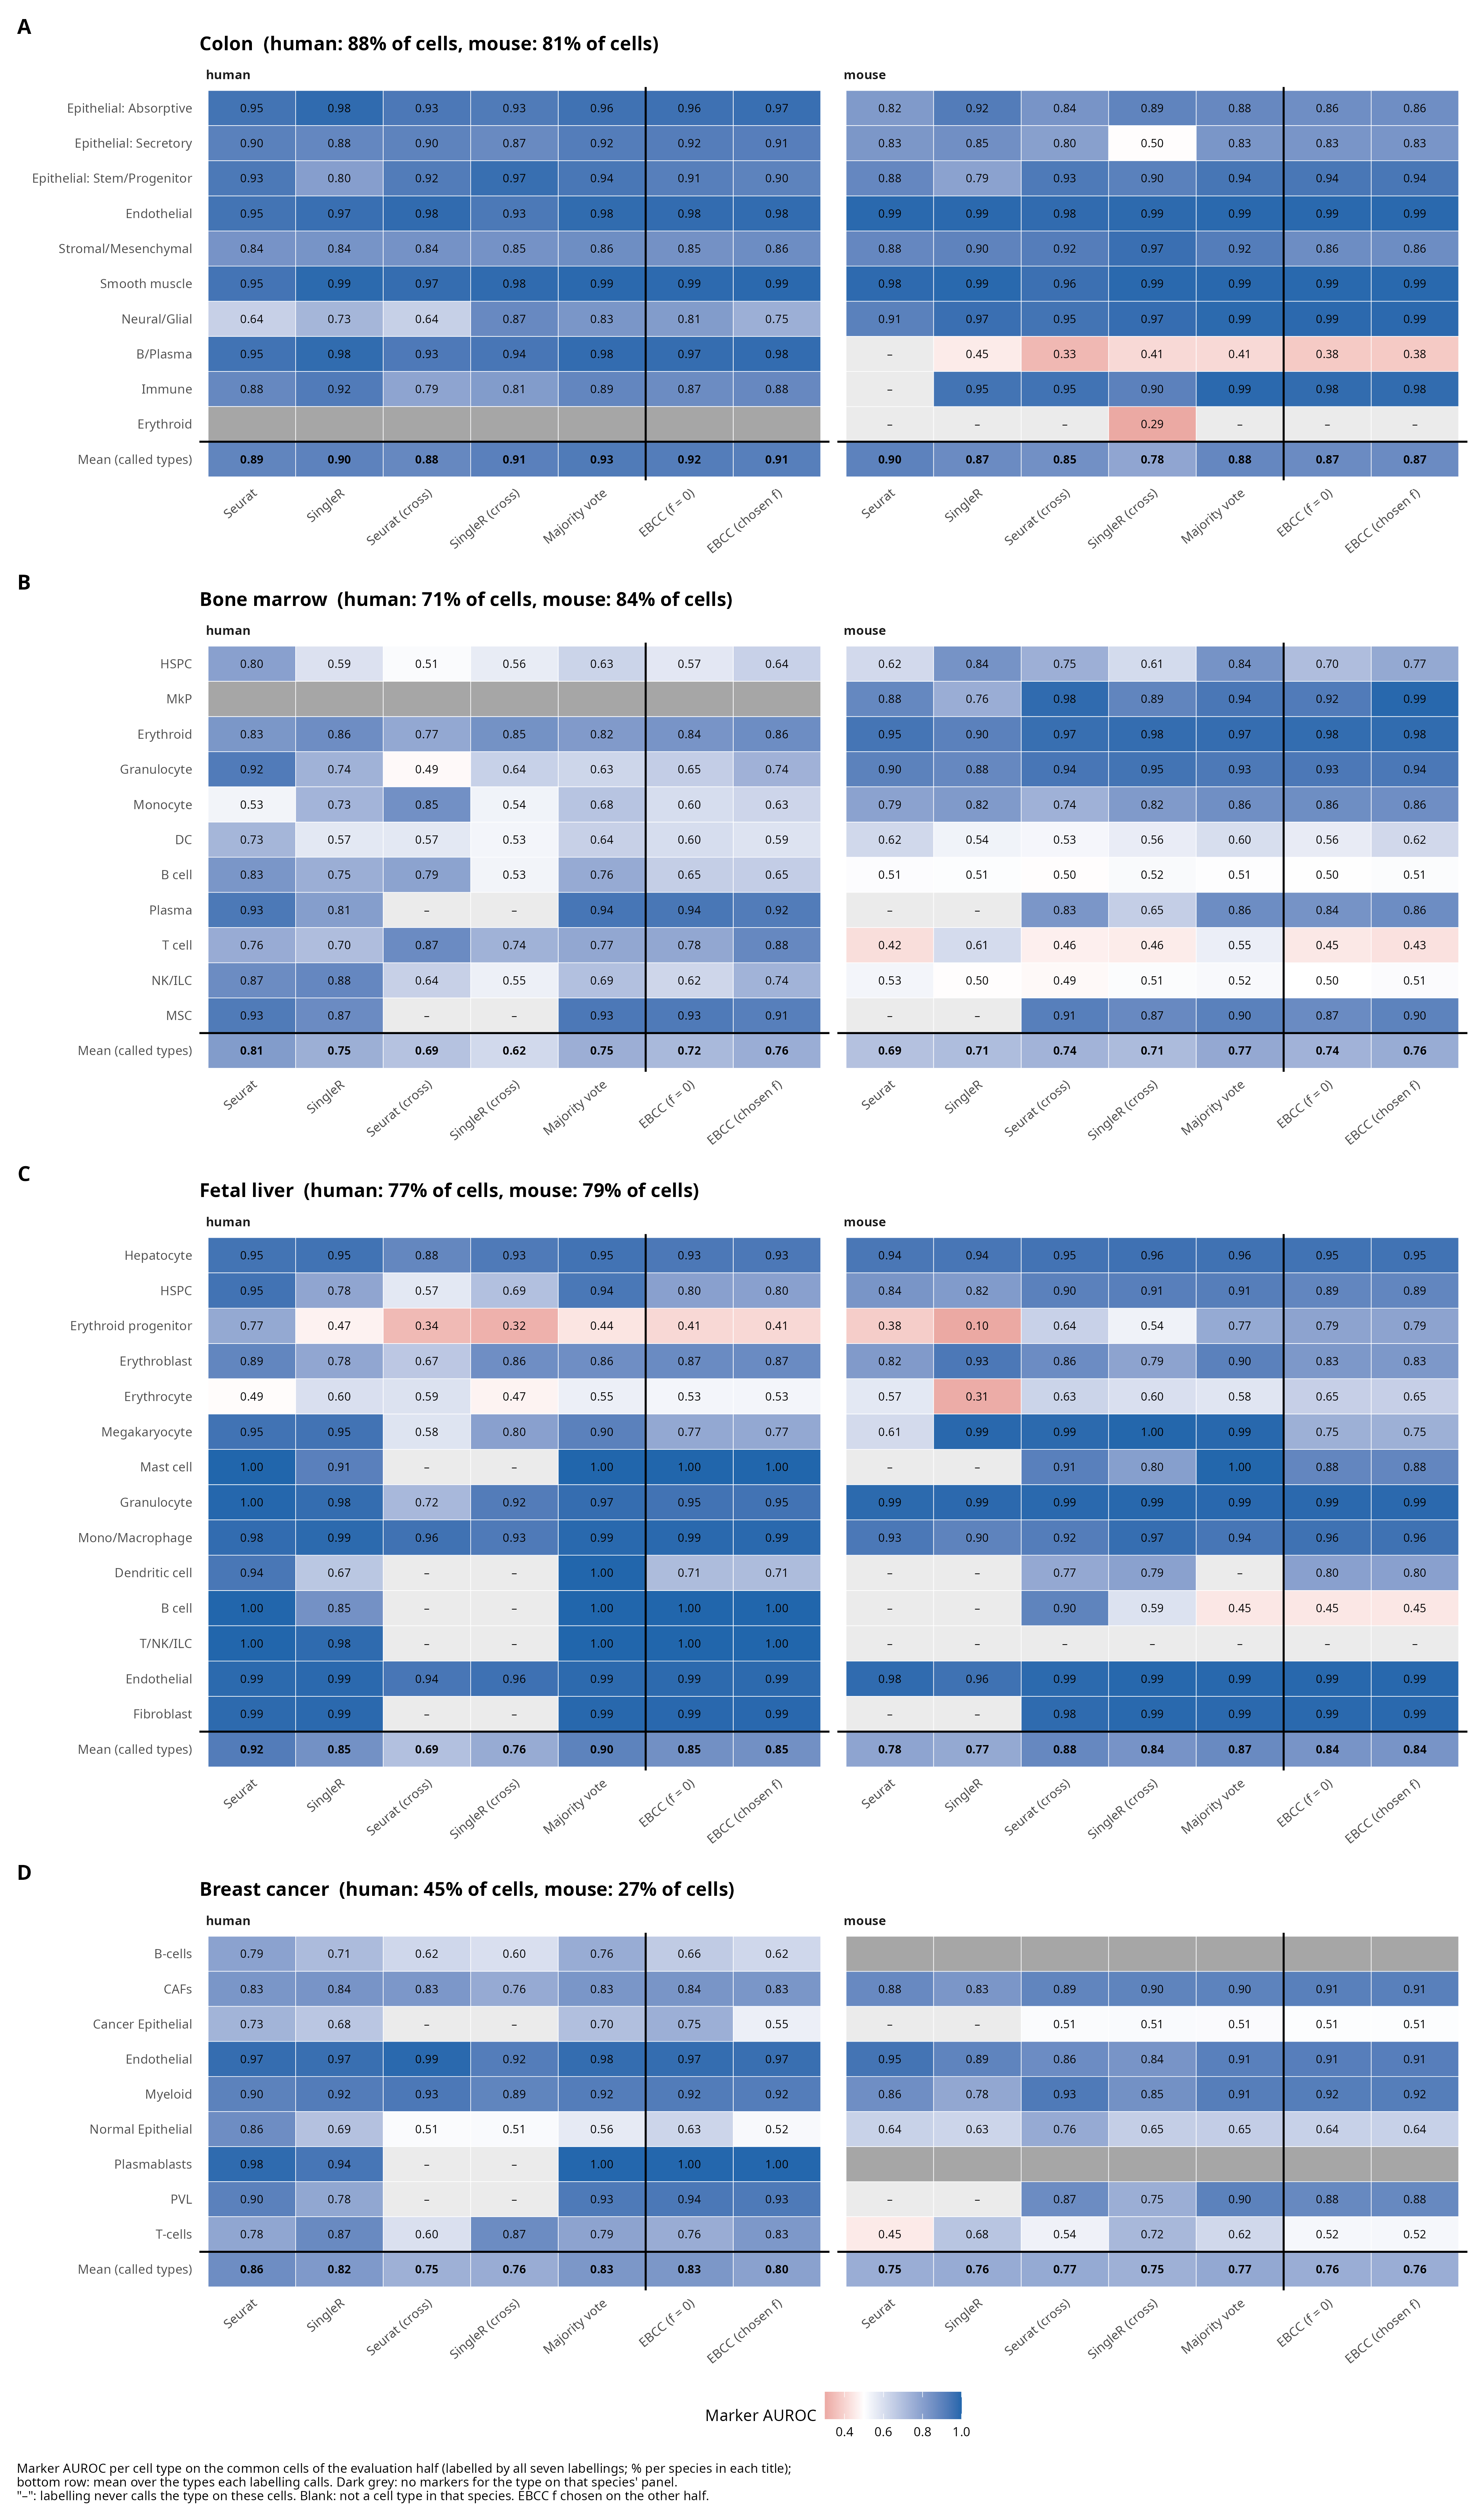 A
Colon (human: 88% of cells, mouse: 81% of cells)
human mouse
Epithelial: Absorptive 0.95 0.98 0.93 0.93 0.96 0.96 0.97 0.82 0.92 0.84 0.89 0.88 0.86 0.86
Epithelial: Secretory 0.90 0.88 0.90 0.87 0.92 0.92 0.91 0.83 0.85 0.80 0.50 0.83 0.83 0.83
Epithelial: Stem/Progenitor 0.93 0.80 0.92 0.97 0.94 0.91 0.90 0.88 0.79 0.93 0.90 0.94 0.94 0.94
Endothelial 0.95 0.97 0.98 0.93 0.98 0.98 0.98 0.99 0.99 0.98 0.99 0.99 0.99 0.99
Stromal/Mesenchymal 0.84 0.84 0.84 0.85 0.86 0.85 0.86 0.88 0.90 0.92 0.97 0.92 0.86 0.86
Smooth muscle 0.95 0.99 0.97 0.98 0.99 0.99 0.99 0.98 0.99 0.96 0.99 0.99 0.99 0.99
Neural/Glial 0.64 0.73 0.64 0.87 0.83 0.81 0.75 0.91 0.97 0.95 0.97 0.99 0.99 0.99
B/Plasma 0.95 0.98 0.93 0.94 0.98 0.97 0.98 – 0.45 0.33 0.41 0.41 0.38 0.38
Immune 0.88 0.92 0.79 0.81 0.89 0.87 0.88 – 0.95 0.95 0.90 0.99 0.98 0.98
Erythroid – – – 0.29 – – –
Mean (called types) 0.89 0.90 0.88 0.91 0.93 0.92 0.91 0.90 0.87 0.85 0.78 0.88 0.87 0.87
Seurat SingleR Seurat (cross) SingleR (cross) Majority vote EBCC (f = 0) EBCC (chosen f) Seurat SingleR Seurat (cross) SingleR (cross) Majority vote EBCC (f = 0) EBCC (chosen f)
B
Bone marrow (human: 71% of cells, mouse: 84% of cells)
human mouse
HSPC 0.80 0.59 0.51 0.56 0.63 0.57 0.64 0.62 0.84 0.75 0.61 0.84 0.70 0.77
MkP 0.88 0.76 0.98 0.89 0.94 0.92 0.99
Erythroid 0.83 0.86 0.77 0.85 0.82 0.84 0.86 0.95 0.90 0.97 0.98 0.97 0.98 0.98
Granulocyte 0.92 0.74 0.49 0.64 0.63 0.65 0.74 0.90 0.88 0.94 0.95 0.93 0.93 0.94
Monocyte 0.53 0.73 0.85 0.54 0.68 0.60 0.63 0.79 0.82 0.74 0.82 0.86 0.86 0.86
DC 0.73 0.57 0.57 0.53 0.64 0.60 0.59 0.62 0.54 0.53 0.56 0.60 0.56 0.62
B cell 0.83 0.75 0.79 0.53 0.76 0.65 0.65 0.51 0.51 0.50 0.52 0.51 0.50 0.51
Plasma 0.93 0.81 – – 0.94 0.94 0.92 – – 0.83 0.65 0.86 0.84 0.86
T cell 0.76 0.70 0.87 0.74 0.77 0.78 0.88 0.42 0.61 0.46 0.46 0.55 0.45 0.43
NK/ILC 0.87 0.88 0.64 0.55 0.69 0.62 0.74 0.53 0.50 0.49 0.51 0.52 0.50 0.51
MSC 0.93 0.87 – – 0.93 0.93 0.91 – – 0.91 0.87 0.90 0.87 0.90
Mean (called types) 0.81 0.75 0.69 0.62 0.75 0.72 0.76 0.69 0.71 0.74 0.71 0.77 0.74 0.76
Seurat SingleR Seurat (cross) SingleR (cross) Majority vote EBCC (f = 0) EBCC (chosen f) Seurat SingleR Seurat (cross) SingleR (cross) Majority vote EBCC (f = 0) EBCC (chosen f)
C
Fetal liver (human: 77% of cells, mouse: 79% of cells)
human mouse
Hepatocyte 0.95 0.95 0.88 0.93 0.95 0.93 0.93 0.94 0.94 0.95 0.96 0.96 0.95 0.95
HSPC 0.95 0.78 0.57 0.69 0.94 0.80 0.80 0.84 0.82 0.90 0.91 0.91 0.89 0.89
Erythroid progenitor 0.77 0.47 0.34 0.32 0.44 0.41 0.41 0.38 0.10 0.64 0.54 0.77 0.79 0.79
Erythroblast 0.89 0.78 0.67 0.86 0.86 0.87 0.87 0.82 0.93 0.86 0.79 0.90 0.83 0.83
Erythrocyte 0.49 0.60 0.59 0.47 0.55 0.53 0.53 0.57 0.31 0.63 0.60 0.58 0.65 0.65
Megakaryocyte 0.95 0.95 0.58 0.80 0.90 0.77 0.77 0.61 0.99 0.99 1.00 0.99 0.75 0.75
Mast cell 1.00 0.91 – – 1.00 1.00 1.00 – – 0.91 0.80 1.00 0.88 0.88
Granulocyte 1.00 0.98 0.72 0.92 0.97 0.95 0.95 0.99 0.99 0.99 0.99 0.99 0.99 0.99
Mono/Macrophage 0.98 0.99 0.96 0.93 0.99 0.99 0.99 0.93 0.90 0.92 0.97 0.94 0.96 0.96
Dendritic cell 0.94 0.67 – – 1.00 0.71 0.71 – – 0.77 0.79 – 0.80 0.80
B cell 1.00 0.85 – – 1.00 1.00 1.00 – – 0.90 0.59 0.45 0.45 0.45
T/NK/ILC 1.00 0.98 – – 1.00 1.00 1.00 – – – – – – –
Endothelial 0.99 0.99 0.94 0.96 0.99 0.99 0.99 0.98 0.96 0.99 0.99 0.99 0.99 0.99
Fibroblast 0.99 0.99 – – 0.99 0.99 0.99 – – 0.98 0.99 0.99 0.99 0.99
Mean (called types) 0.92 0.85 0.69 0.76 0.90 0.85 0.85 0.78 0.77 0.88 0.84 0.87 0.84 0.84
Seurat SingleR Seurat (cross) SingleR (cross) Majority vote EBCC (f = 0) EBCC (chosen f) Seurat SingleR Seurat (cross) SingleR (cross) Majority vote EBCC (f = 0) EBCC (chosen f)
D
Breast cancer (human: 45% of cells, mouse: 27% of cells)
human mouse
B-cells 0.79 0.71 0.62 0.60 0.76 0.66 0.62
CAFs 0.83 0.84 0.83 0.76 0.83 0.84 0.83 0.88 0.83 0.89 0.90 0.90 0.91 0.91
Cancer Epithelial 0.73 0.68 – – 0.70 0.75 0.55 – – 0.51 0.51 0.51 0.51 0.51
Endothelial 0.97 0.97 0.99 0.92 0.98 0.97 0.97 0.95 0.89 0.86 0.84 0.91 0.91 0.91
Myeloid 0.90 0.92 0.93 0.89 0.92 0.92 0.92 0.86 0.78 0.93 0.85 0.91 0.92 0.92
Normal Epithelial 0.86 0.69 0.51 0.51 0.56 0.63 0.52 0.64 0.63 0.76 0.65 0.65 0.64 0.64
Plasmablasts 0.98 0.94 – – 1.00 1.00 1.00
PVL 0.90 0.78 – – 0.93 0.94 0.93 – – 0.87 0.75 0.90 0.88 0.88
T-cells 0.78 0.87 0.60 0.87 0.79 0.76 0.83 0.45 0.68 0.54 0.72 0.62 0.52 0.52
Mean (called types) 0.86 0.82 0.75 0.76 0.83 0.83 0.80 0.75 0.76 0.77 0.75 0.77 0.76 0.76
Seurat SingleR Seurat (cross) SingleR (cross) Majority vote EBCC (f = 0) EBCC (chosen f) Seurat SingleR Seurat (cross) SingleR (cross) Majority vote EBCC (f = 0) EBCC (chosen f)
Marker AUROC
0.4 0.6 0.8 1.0
Marker AUROC per cell type on the common cells of the evaluation half (labelled by all seven labellings; % per species in each title);
bottom row: mean over the types each labelling calls. Dark grey: no markers for the type on that species' panel.
"–": labelling never calls the type on these cells. Blank: not a cell type in that species. EBCC f chosen on the other half.